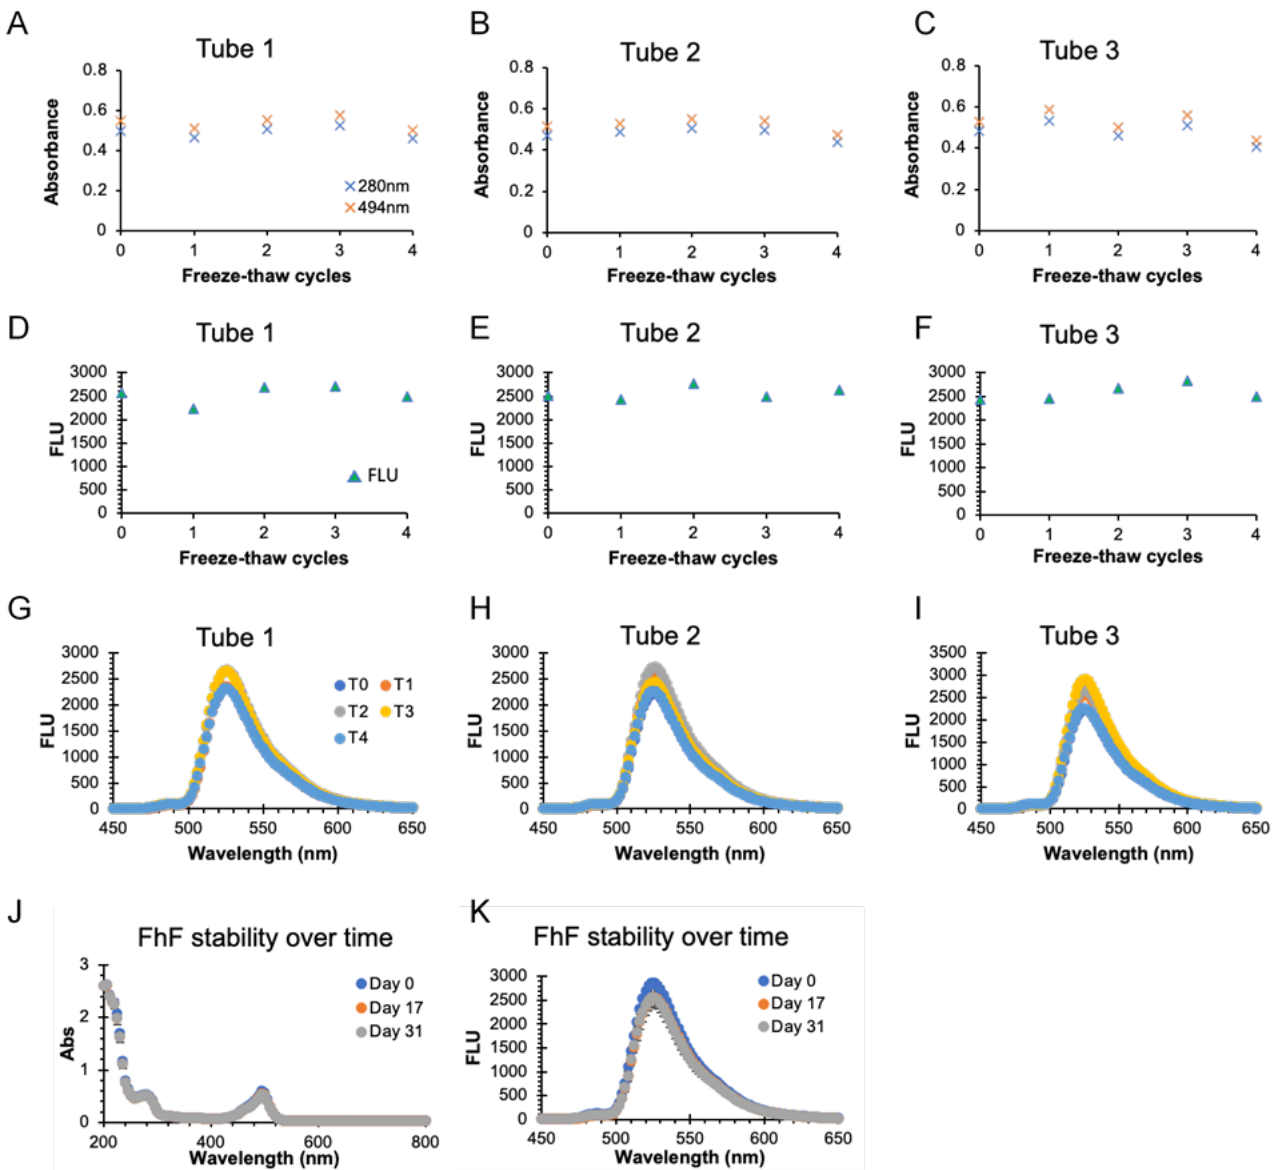 A
Tube 1
0.8
0.6
0.4
0.2
0
Absorbance
280nm
494nm
0 1 2 3 4
Freeze-thaw cycles
B
Tube 2
0.8
0.6
0.4
0.2
0
Absorbance
0 1 2 3 4
Freeze-thaw cycles
C
Tube 3
0.8
0.6
0.4
0.2
0
Absorbance
0 1 2 3 4
Freeze-thaw cycles
D
Tube 1
3000
2500
2000
1500
1000
500
0
FLU
FLU
0 1 2 3 4
Freeze-thaw cycles
E
Tube 2
3000
2500
2000
1500
1000
500
0
FLU
0 1 2 3 4
Freeze-thaw cycles
F
Tube 3
3000
2500
2000
1500
1000
500
0
FLU
0 1 2 3 4
Freeze-thaw cycles
G
Tube 1
3000
2500
2000
1500
1000
500
0
FLU
T0 T1
T2 T3
T4
450 500 550 600 650
Wavelength (nm)
H
Tube 2
3000
2500
2000
1500
1000
500
0
FLU
450 500 550 600 650
Wavelength (nm)
I
Tube 3
3500
3000
2500
2000
1500
1000
500
0
FLU
450 500 550 600 650
Wavelength (nm)
J
FhF stability over time
3
2
1
0
Abs
Day 0
Day 17
Day 31
200 400 600 800
Wavelength (nm)
K
FhF stability over time
3000
2500
2000
1500
1000
500
0
FLU
Day 0
Day 17
Day 31
450 500 550 600 650
Wavelength (nm)